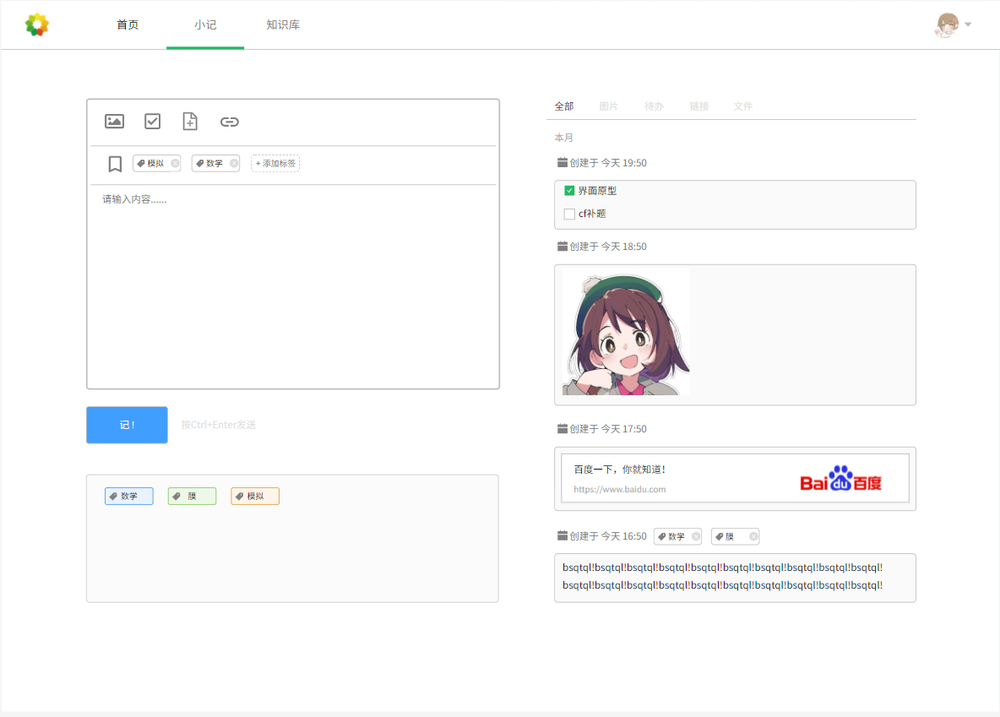 首页 小记 知识库
模拟 数学 + 添加标签
请输入内容......
记！ 按Ctrl+Enter发送
数学 膜 模拟
全部 图片 待办 链接 文件
本月
创建于 今天 19:50
界面原型
cf补题
创建于 今天 18:50
创建于 今天 17:50
百度一下，你就知道！
https://www.baidu.com
Bai du 百度
创建于 今天 16:50 数学 膜
bsqtql!bsqtql!bsqtql!bsqtql!bsqtql!bsqtql!bsqtql!bsqtql!bsqtql!bsqtql!
bsqtql!bsqtql!bsqtql!bsqtql!bsqtql!bsqtql!bsqtql!bsqtql!bsqtql!bsqtql!